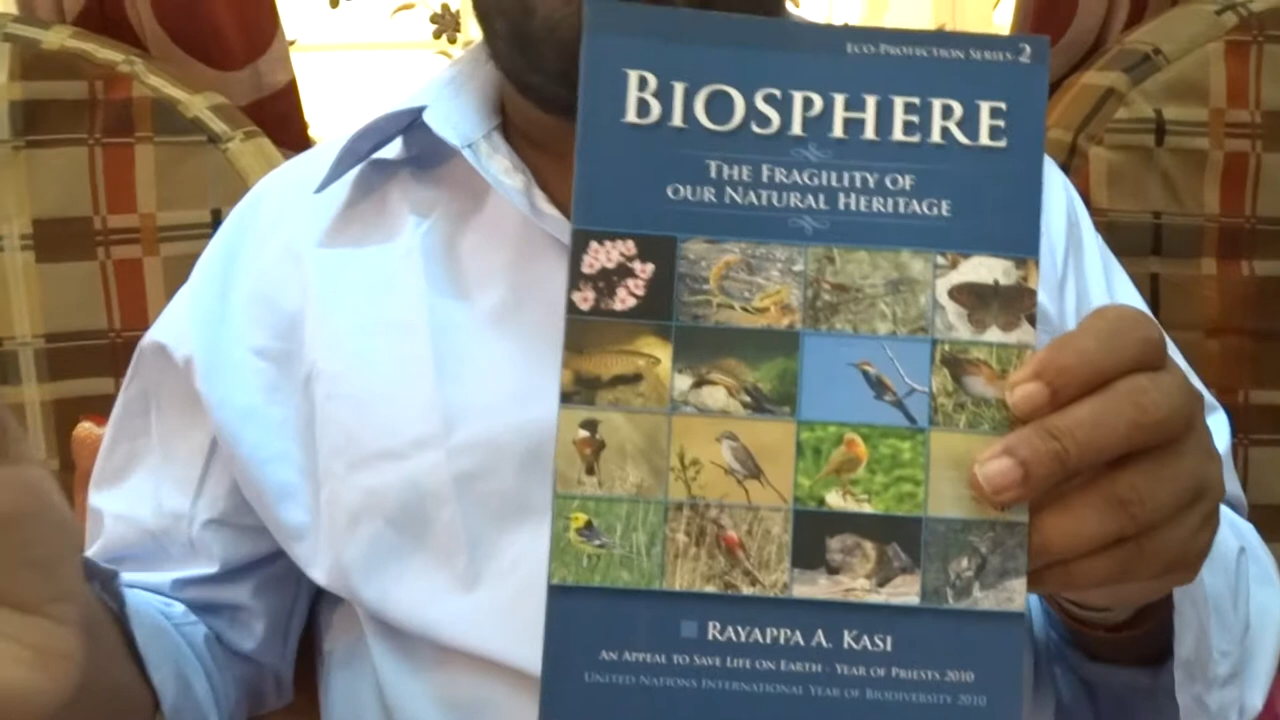 ECO-PROTECTION SERIES-2
BIOSPHERE
THE FRAGILITY OF
OUR NATURAL HERITAGE
RAYAPPA A. KASI
AN APPEAL TO SAVE LIFE ON EARTH - YEAR OF PRIESTS 2010
UNITED NATIONS INTERNATIONAL YEAR OF BIODIVERSITY 2010